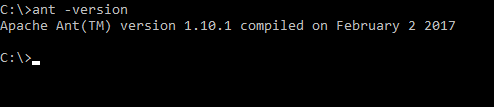 C:\>ant -version
Apache Ant(TM) version 1.10.1 compiled on February 2 2017
C:\>